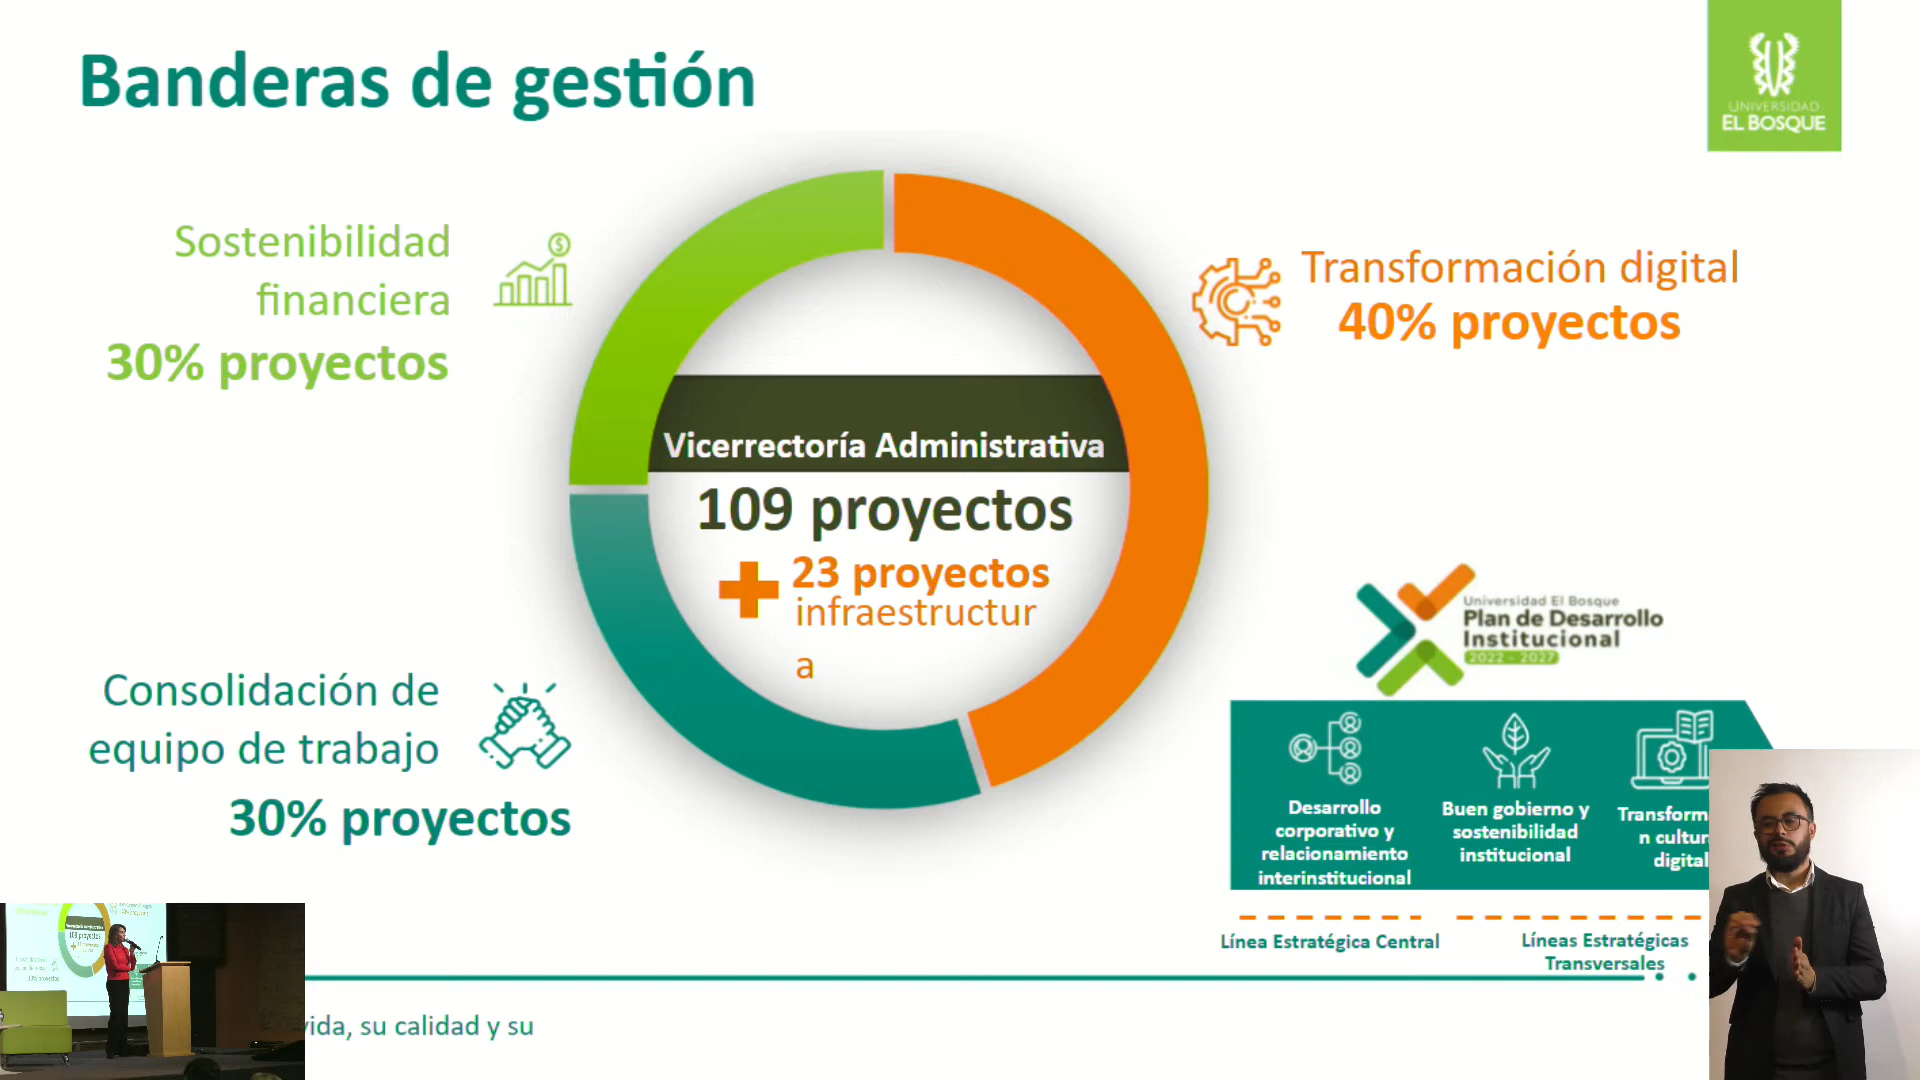 Banderas de gestión
UNIVERSIDAD
EL BOSQUE
Sostenibilidad
financiera
30% proyectos
Transformación digital
40% proyectos
Vicerrectoría Administrativa
109 proyectos
23 proyectos
infraestructur
a
Consolidación de
equipo de trabajo
30% proyectos
Universidad El Bosque
Plan de Desarrollo
Institucional
2022 - 2027
Desarrollo
corporativo y
relacionamiento
interinstitucional
Buen gobierno y
sostenibilidad
institucional
Transform
n cultur
digital
Línea Estratégica Central
Líneas Estratégicas
Transversales
vida, su calidad y su